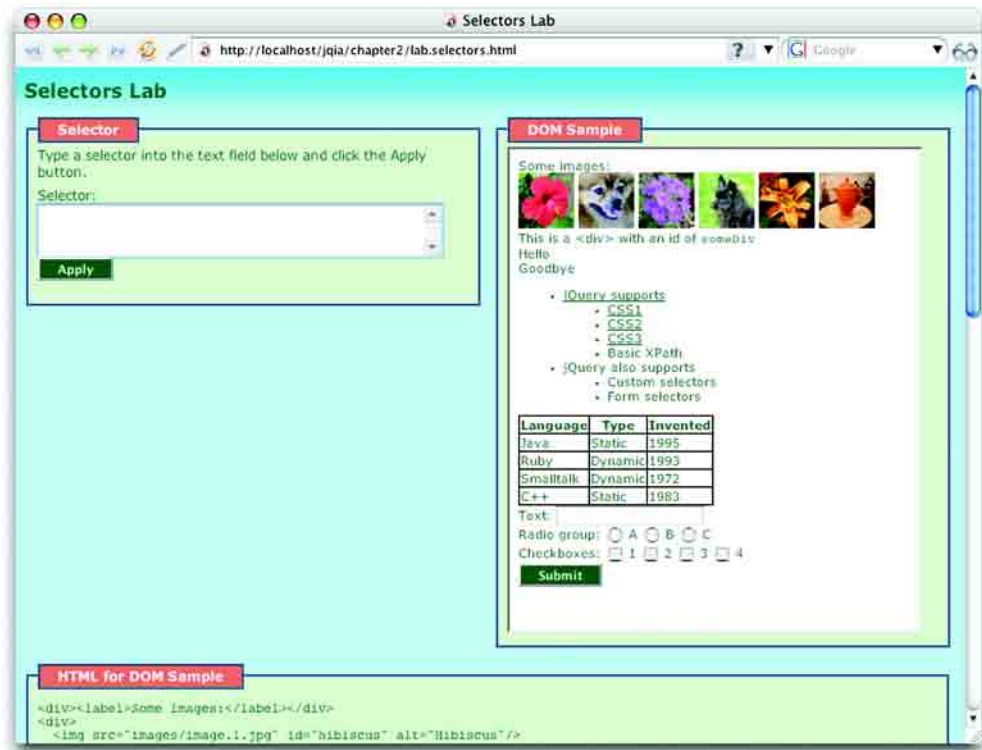 Selectors Lab
http://localhost/jqia/chapter2/lab.selectors.html
?
G Google
Selectors Lab
Selector
Type a selector into the text field below and click the Apply
button.
Selector:
Apply
DOM Sample
Some images:
This is a <div> with an id of someDiv
Hello
Goodbye
jQuery supports
CSS1
CSS2
CSS3
Basic XPath
jQuery also supports
Custom selectors
Form selectors
Language Type Invented
Java Static 1995
Ruby Dynamic 1993
Smalltalk Dynamic 1972
C++ Static 1983
Text:
Radio group: A B C
Checkboxes: 1 2 3 4
Submit
HTML for DOM Sample
<div><label>Some images:</label></div>
<div>
<img src="images/image.1.jpg" id="hibiscus" alt="Hibiscus"/>